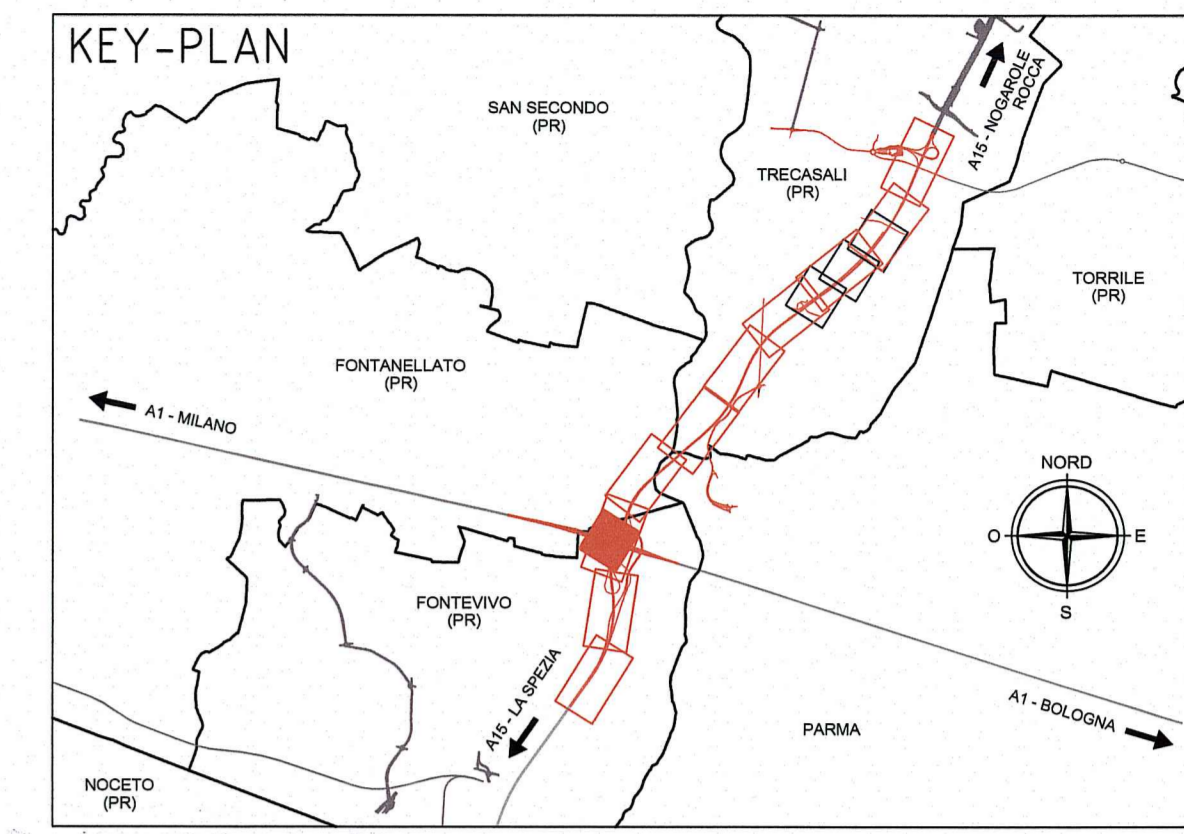 KEY-PLAN
SAN SECONDO
(PR)
A15 - NOGAROLE
ROCCA
TRECASALI
(PR)
TORRILE
(PR)
FONTANELLATO
(PR)
A1 - MILANO
NORD
O
E
S
FONTEVIVO
(PR)
A15 - LA SPEZIA
A1 - BOLOGNA
PARMA
NOCETO
(PR)